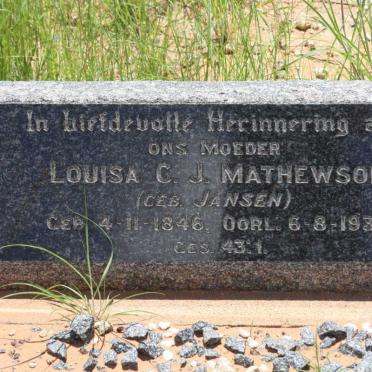 In Liefdevolle Herinnering a
ONS MOEDER
LOUISA C. J. MATHEWSO
(GEB. JANSEN)
GEB. 4-11-1846. OORL. 6-8-193
GES. 43.1.